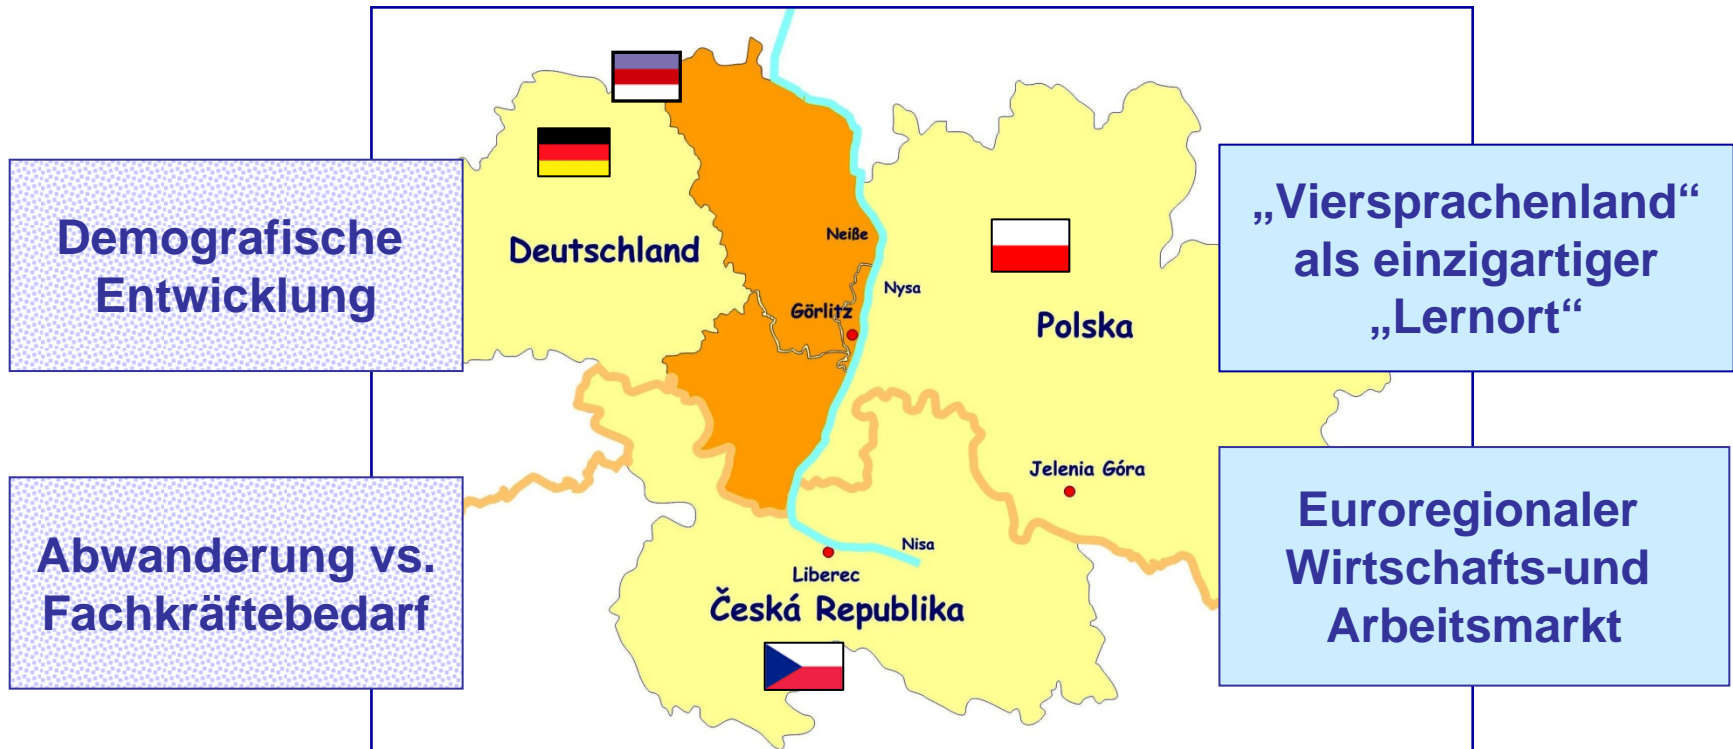 Demografische
Entwicklung
Abwanderung vs.
Fachkräftebedarf
Deutschland
Neiße
Nysa
Görlitz
Polska
Jelenia Góra
Nisa
Liberec
Česká Republika
„Viersprachenland“
als einzigartiger
„Lernort“
Euroregionaler
Wirtschafts-und
Arbeitsmarkt